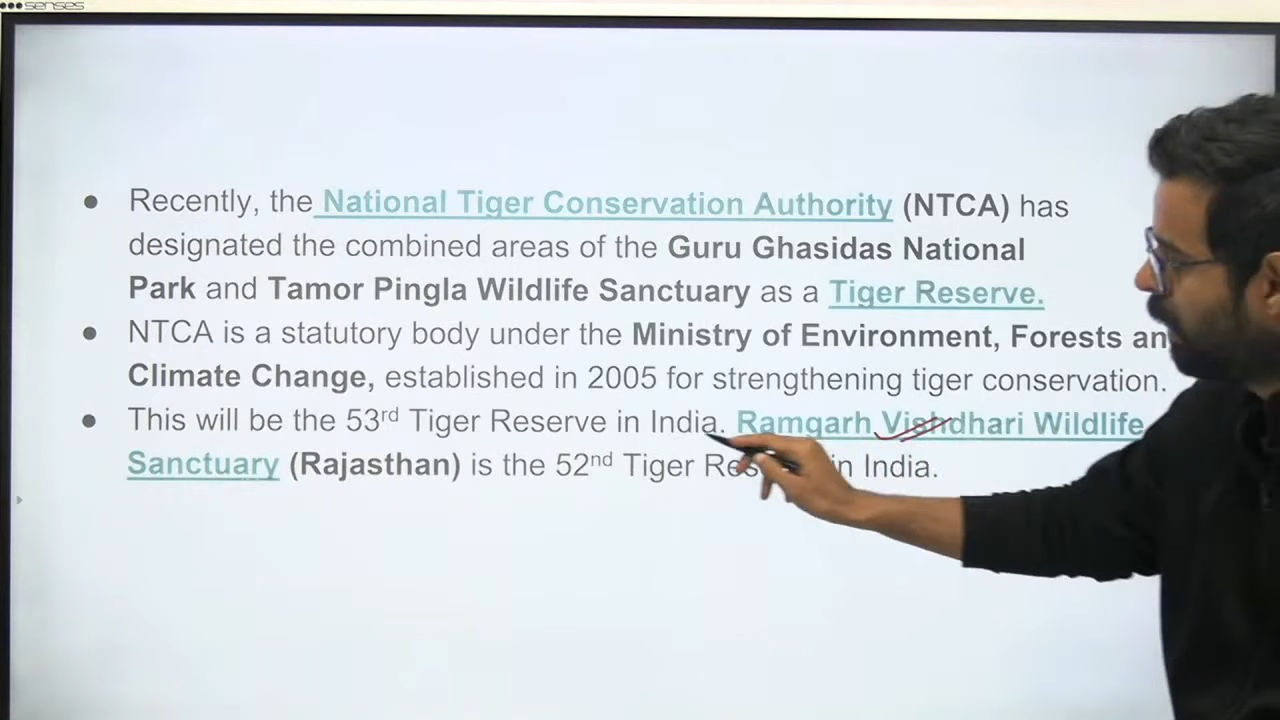 senses
● Recently, the National Tiger Conservation Authority (NTCA) has
designated the combined areas of the Guru Ghasidas National
Park and Tamor Pingla Wildlife Sanctuary as a Tiger Reserve.
● NTCA is a statutory body under the Ministry of Environment, Forests an
Climate Change, established in 2005 for strengthening tiger conservation.
● This will be the 53rd Tiger Reserve in India. Ramgarh Vishdhari Wildlife
Sanctuary (Rajasthan) is the 52nd Tiger Res in India.